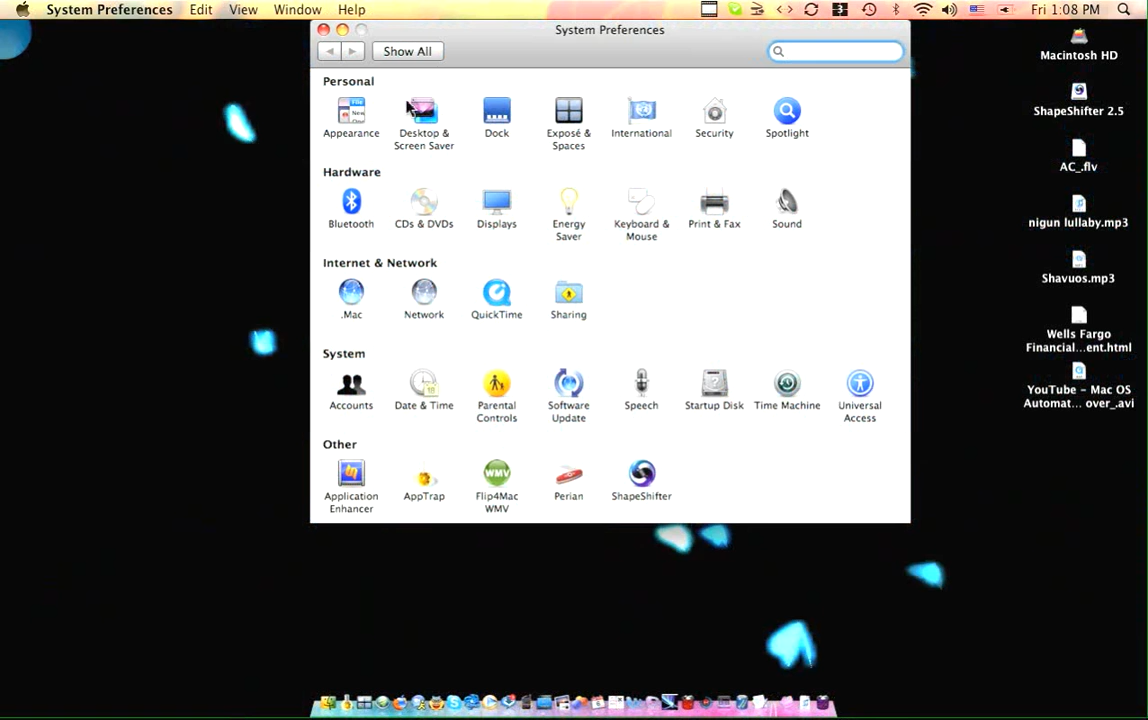 System Preferences Edit View Window Help 3 Fri 1:08 PM
System Preferences
Show All
Personal
Appearance
Desktop &
Screen Saver
Dock
Exposé &
Spaces
International
Security
Spotlight
Hardware
Bluetooth
CDs & DVDs
Displays
Energy
Saver
Keyboard &
Mouse
Print & Fax
Sound
Internet & Network
.Mac
Network
QuickTime
Sharing
System
Accounts
Date & Time
Parental
Controls
Software
Update
Speech
Startup Disk
Time Machine
Universal
Access
Other
WMV
Application
Enhancer
AppTrap
Flip4Mac
WMV
Perian
ShapeShifter
Macintosh HD
ShapeShifter 2.5
AC_.flv
nigun lullaby.mp3
Shavuos.mp3
Wells Fargo
Financial...ent.html
YouTube - Mac OS
Automat... over_.avi